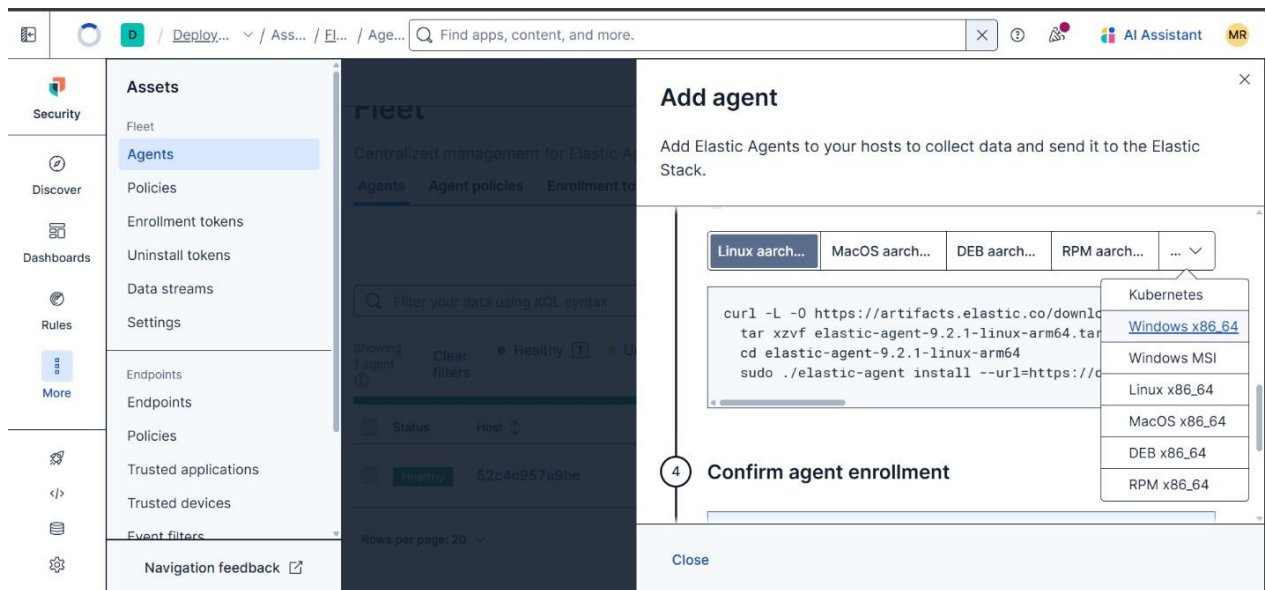 D / Deploy... / Ass... / El... / Age... Find apps, content, and more. AI Assistant MR
Security
Discover
Dashboards
Rules
More
Assets
Fleet
Agents
Policies
Enrollment tokens
Uninstall tokens
Data streams
Settings
Endpoints
Endpoints
Policies
Trusted applications
Trusted devices
Event filters
Navigation feedback
Fleet
Centralized management for Elastic A
Agents Agent policies Enrollment to
Filter your data using KQL syntax
Showing
1 agent
Clear
filters
Healthy 1 U
Status Host
Healthy 52c4c957a9be
Rows per page: 20
Add agent
Add Elastic Agents to your hosts to collect data and send it to the Elastic
Stack.
Linux aarch... MacOS aarch... DEB aarch... RPM aarch... ...
curl -L -O https://artifacts.elastic.co/downlo
tar xzvf elastic-agent-9.2.1-linux-arm64.tar
cd elastic-agent-9.2.1-linux-arm64
sudo ./elastic-agent install --url=https://
Kubernetes
Windows x86_64
Windows MSI
Linux x86_64
MacOS x86_64
DEB x86_64
RPM x86_64
4 Confirm agent enrollment
Close